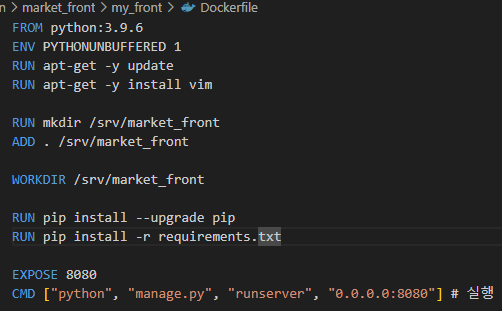 n > market_front > my_front > Dockerfile
FROM python:3.9.6
ENV PYTHONUNBUFFERED 1
RUN apt-get -y update
RUN apt-get -y install vim
RUN mkdir /srv/market_front
ADD . /srv/market_front
WORKDIR /srv/market_front
RUN pip install --upgrade pip
RUN pip install -r requirements.txt
EXPOSE 8080
CMD ["python", "manage.py", "runserver", "0.0.0.0:8080"] # 실행